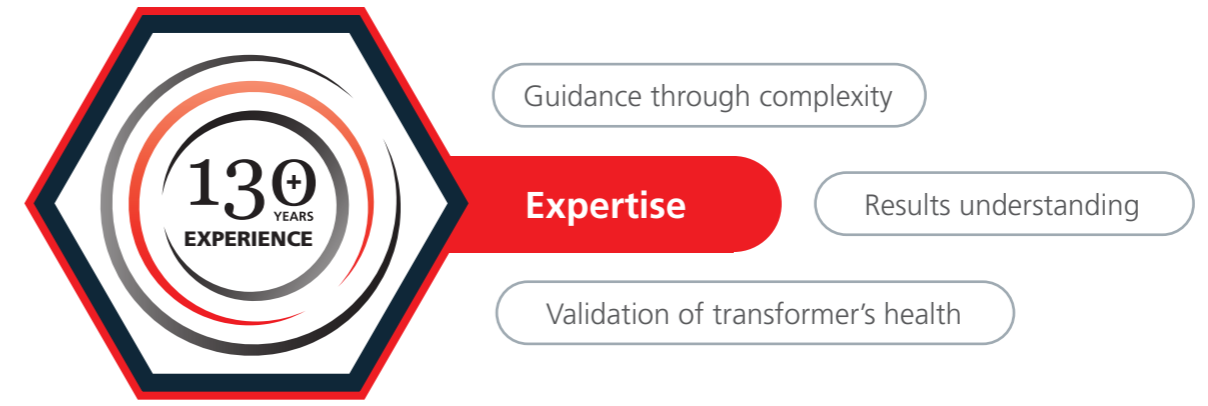 130+
YEARS
EXPERIENCE
Guidance through complexity
Expertise
Results understanding
Validation of transformer’s health